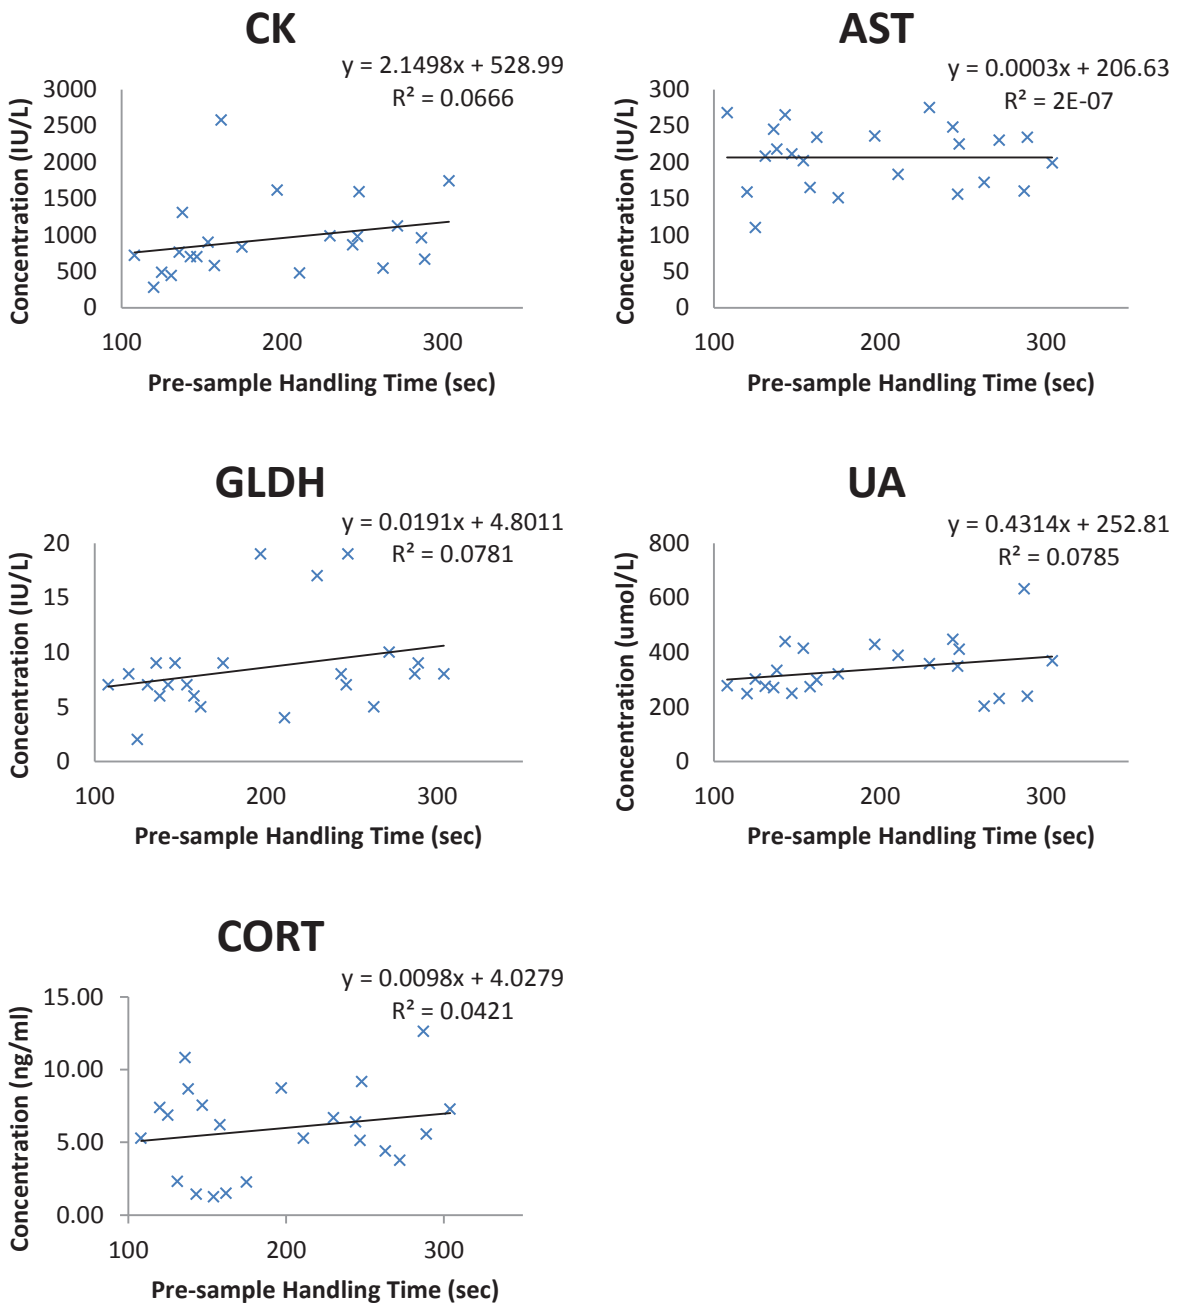 CK
y = 2.1498x + 528.99
R² = 0.0666
Concentration (IU/L)
3000
2500
2000
1500
1000
500
0
100 200 300
Pre-sample Handling Time (sec)
AST
y = 0.0003x + 206.63
R² = 2E-07
Concentration (IU/L)
300
250
200
150
100
50
0
100 200 300
Pre-sample Handling Time (sec)
GLDH
y = 0.0191x + 4.8011
R² = 0.0781
Concentration (IU/L)
20
15
10
5
0
100 200 300
Pre-sample Handling Time (sec)
UA
y = 0.4314x + 252.81
R² = 0.0785
Concentration (umol/L)
800
600
400
200
0
100 200 300
Pre-sample Handling Time (sec)
CORT
y = 0.0098x + 4.0279
R² = 0.0421
Concentration (ng/ml)
15.00
10.00
5.00
0.00
100 200 300
Pre-sample Handling Time (sec)